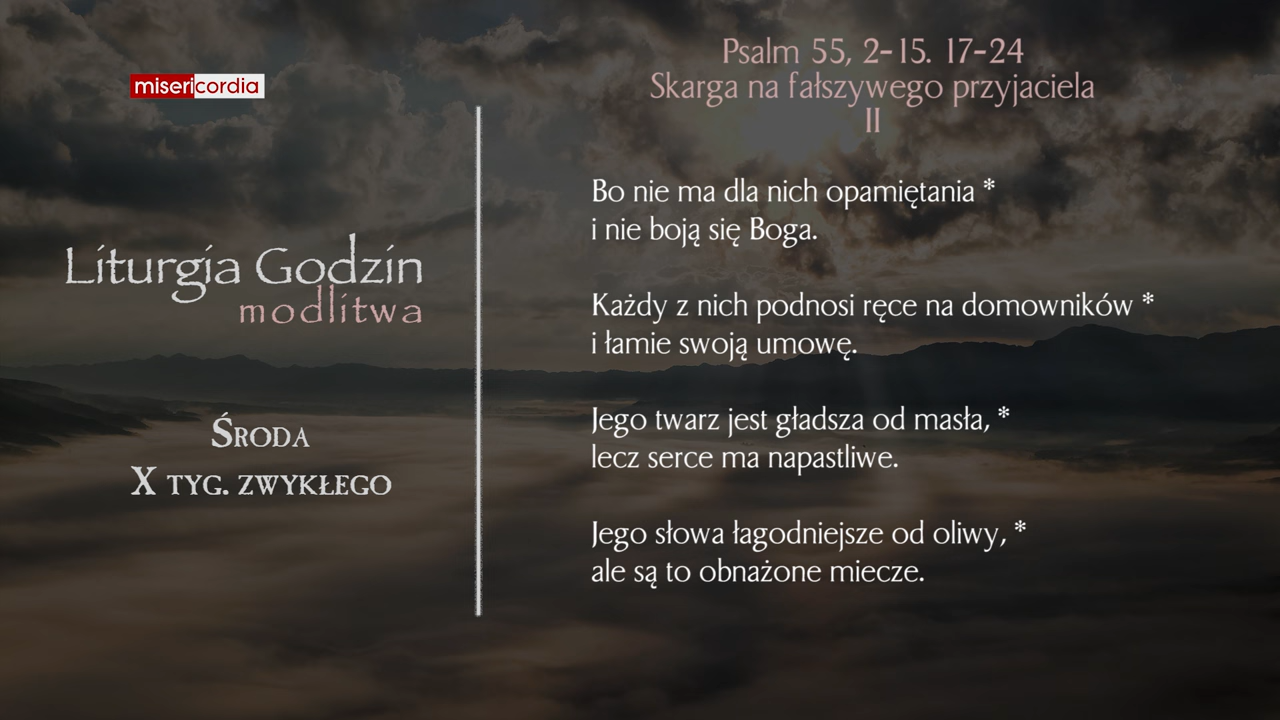 misericordia
Liturgia Godzin
modlitwa
Środa
X tyg. zwykłego
Psalm 55, 2-15. 17-24
Skarga na fałszywego przyjaciela
II
Bo nie ma dla nich opamiętania *
i nie boją się Boga.
Każdy z nich podnosi ręce na domowników *
i łamie swoją umowę.
Jego twarz jest gładsza od masła, *
lecz serce ma napastliwe.
Jego słowa łagodniejsze od oliwy, *
ale są to obnażone miecze.